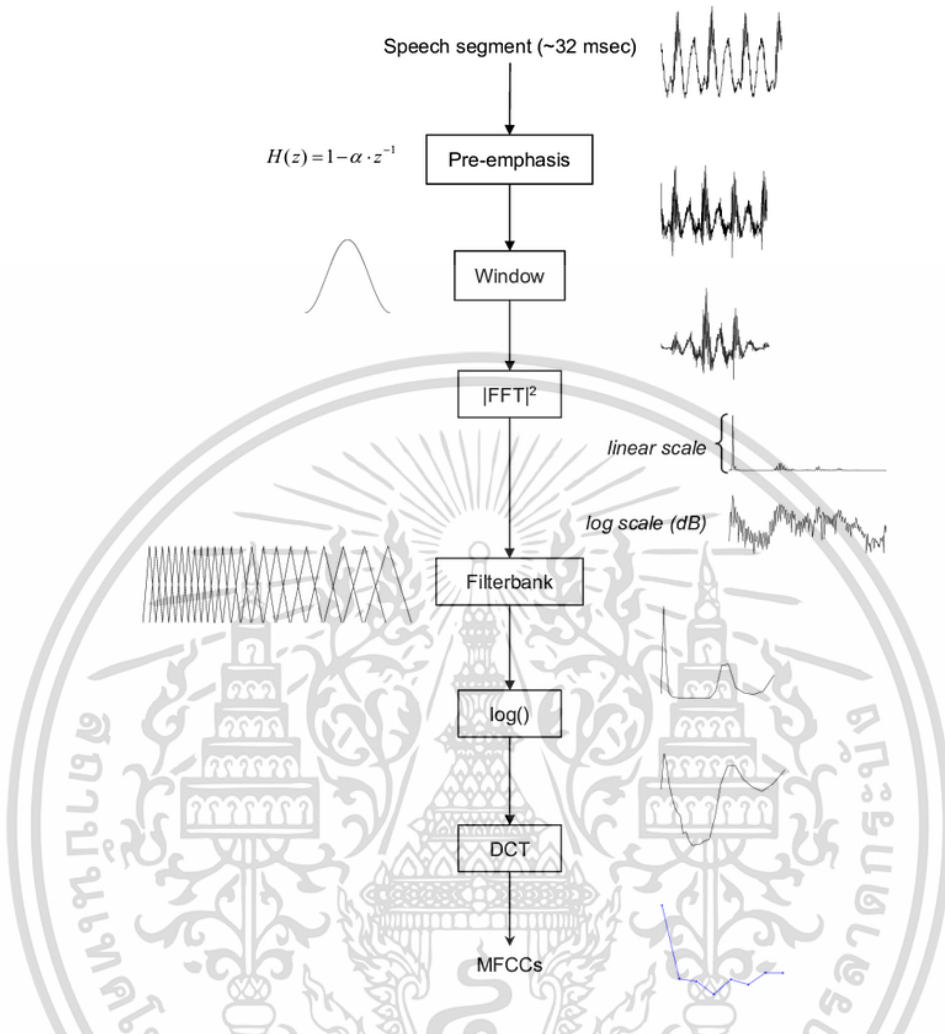 Speech segment (~32 msec)
H(z) = 1 − α · z⁻¹
Pre-emphasis
Window
|FFT|²
linear scale
log scale (dB)
Filterbank
log()
DCT
MFCCs